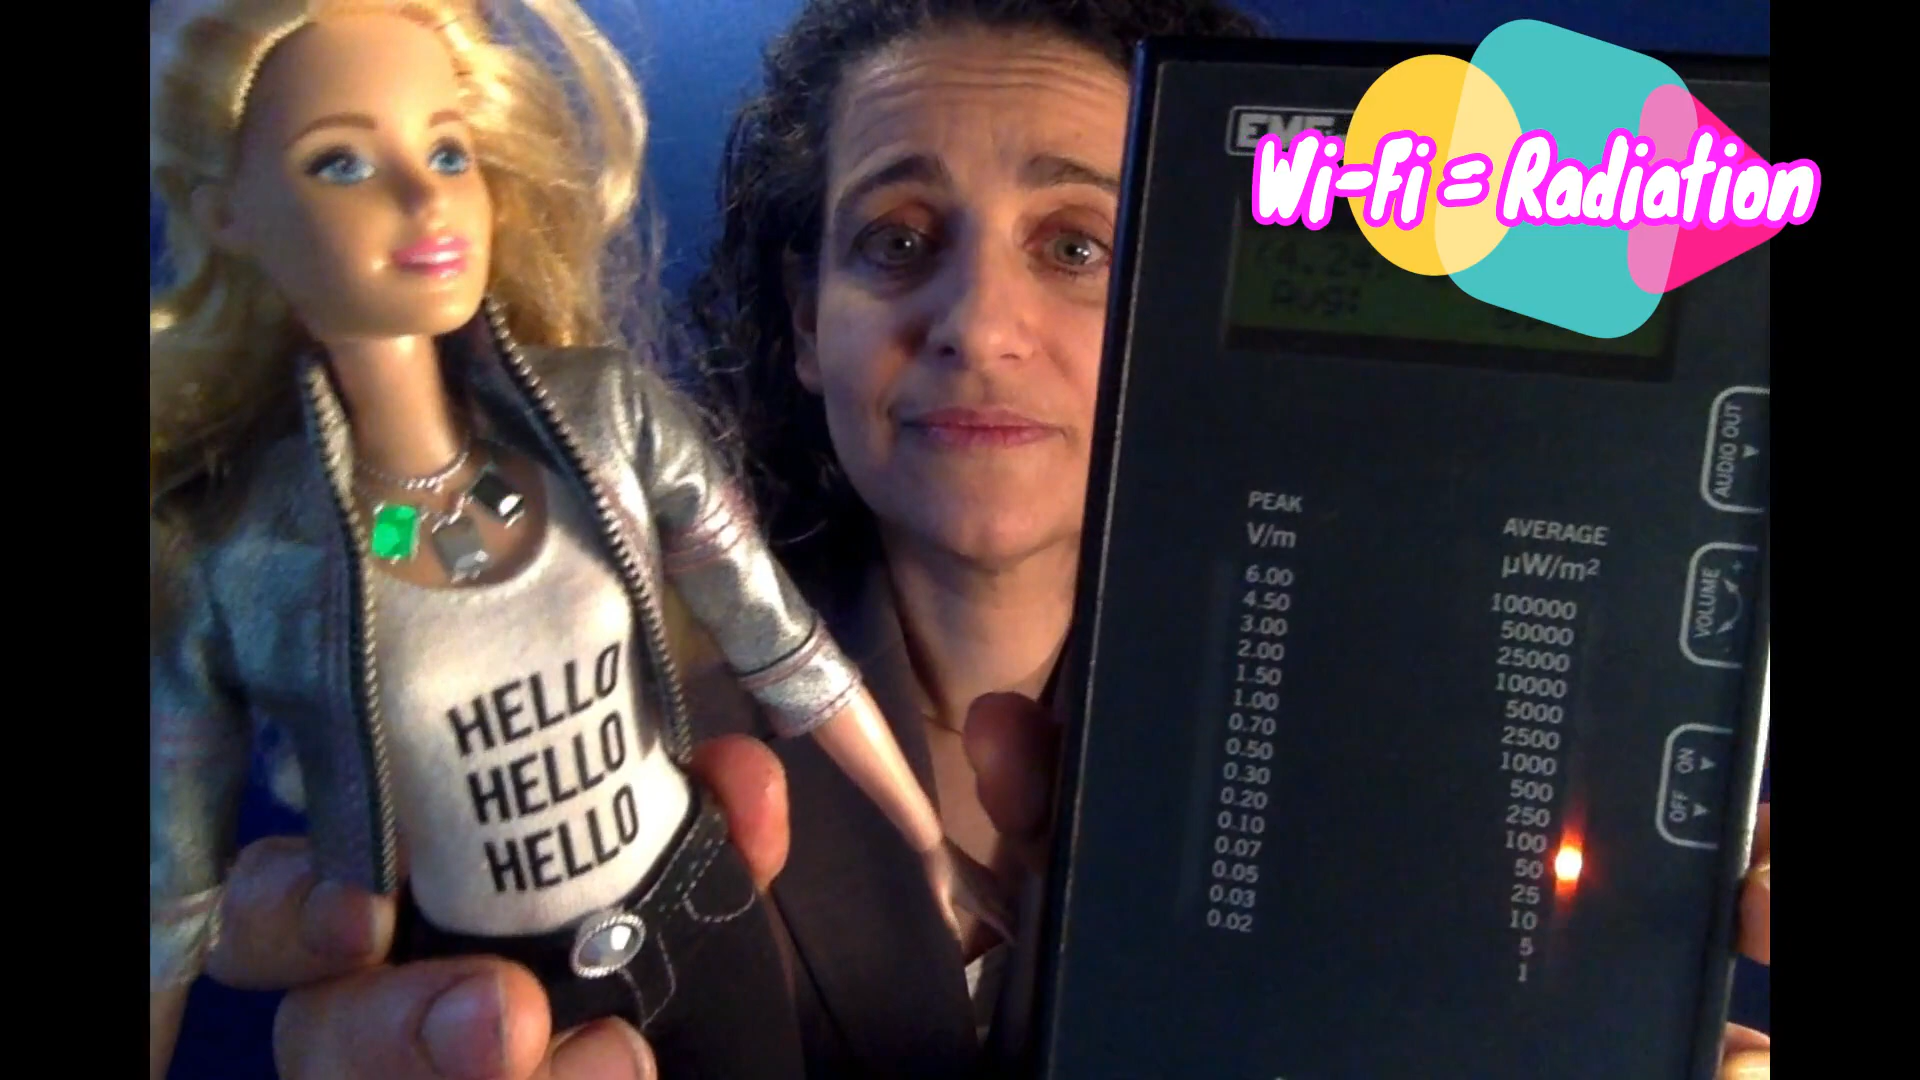 Wi-Fi = Radiation
Avg:
AUDIO OUT
VOLUME
OFF ON
PEAK
V/m
6.00
4.50
3.00
2.00
1.50
1.00
0.70
0.50
0.30
0.20
0.10
0.07
0.05
0.03
0.02
AVERAGE
µW/m²
100000
50000
25000
10000
5000
2500
1000
500
250
100
50
25
10
5
1
HELLO
HELLO
HELLO